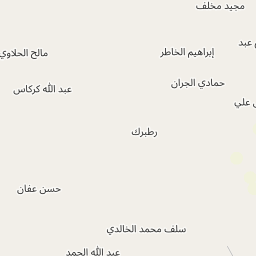 مجيد مخلف
عبد
إبراهيم الخاطر
مالح الحلاوي
حمادي الجران
عبد الله كركاس
علي
رطبرك
حسن عفان
سلف محمد الخالدي
عبد الله الحمد